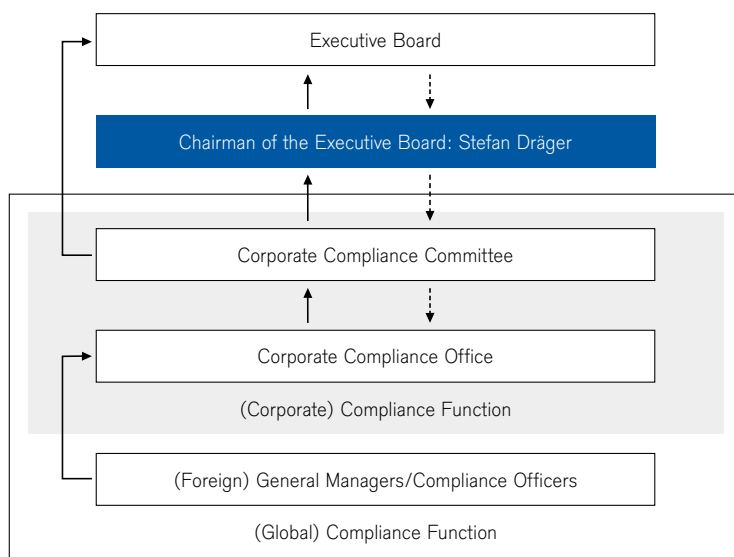 Executive Board
Chairman of the Executive Board: Stefan Dräger
Corporate Compliance Committee
Corporate Compliance Office
(Corporate) Compliance Function
(Foreign) General Managers/Compliance Officers
(Global) Compliance Function